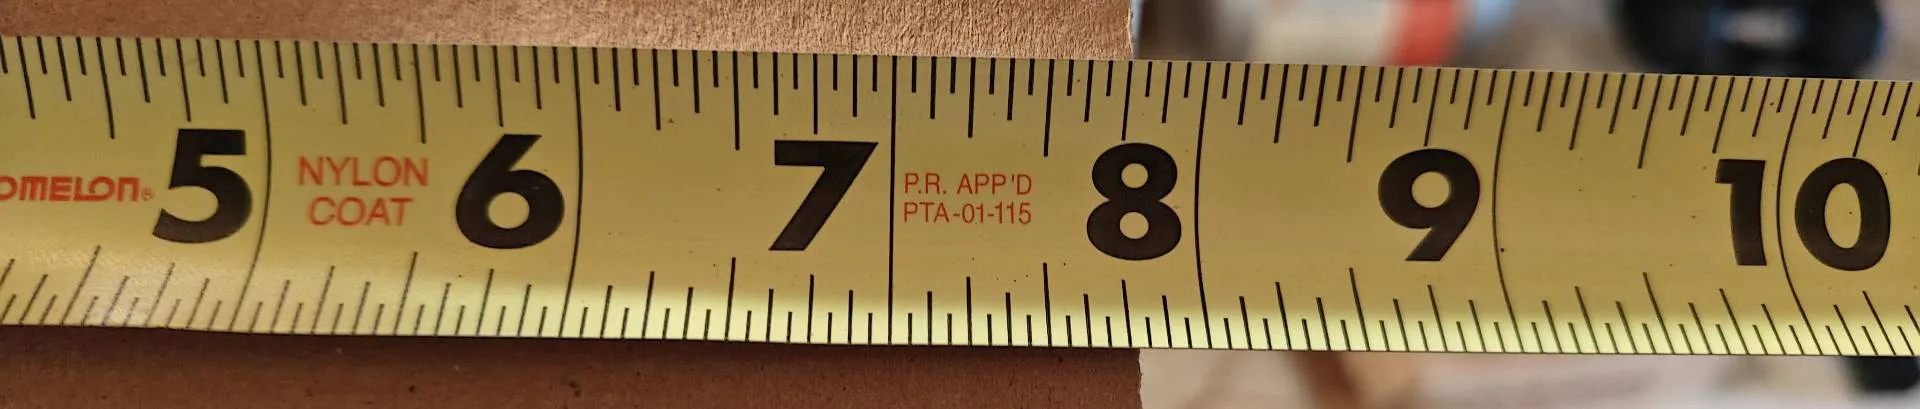 OMELON® 5 NYLON COAT 6 7 P.R. APP'D PTA-01-115 8 9 10